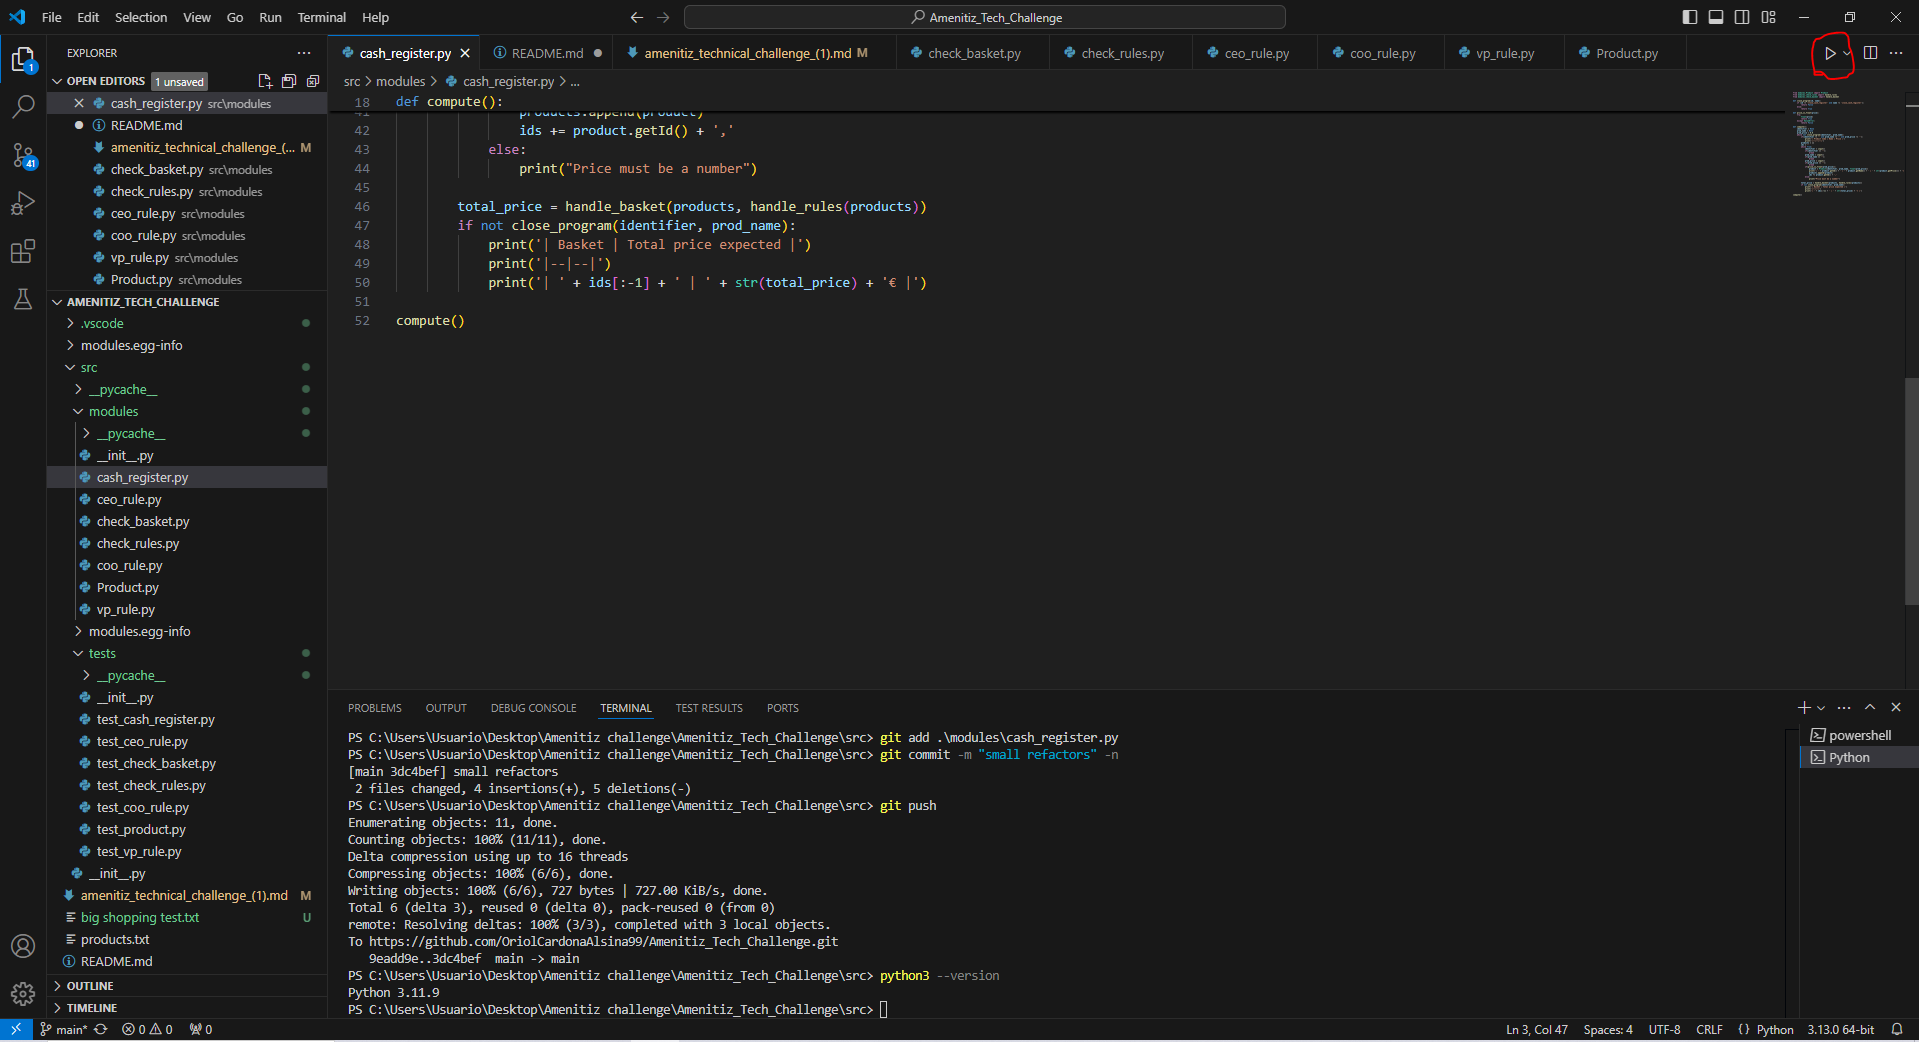 File Edit Selection View Go Run Terminal Help
Amenitiz_Tech_Challenge
EXPLORER
OPEN EDITORS 1 unsaved
cash_register.py src\modules
README.md
amenitiz_technical_challenge_(... M
check_basket.py src\modules
check_rules.py src\modules
ceo_rule.py src\modules
coo_rule.py src\modules
vp_rule.py src\modules
Product.py src\modules
AMENITIZ_TECH_CHALLENGE
.vscode
modules.egg-info
src
__pycache__
modules
__pycache__
__init__.py
cash_register.py
ceo_rule.py
check_basket.py
check_rules.py
coo_rule.py
Product.py
vp_rule.py
modules.egg-info
tests
__pycache__
__init__.py
test_cash_register.py
test_ceo_rule.py
test_check_basket.py
test_check_rules.py
test_coo_rule.py
test_product.py
test_vp_rule.py
__init__.py
amenitiz_technical_challenge_(1).md M
big shopping test.txt U
products.txt
README.md
OUTLINE
TIMELINE
1
41
cash_register.py README.md amenitiz_technical_challenge_(1).md M check_basket.py check_rules.py ceo_rule.py coo_rule.py vp_rule.py Product.py
src > modules > cash_register.py > ...
18 def compute():
41 products.append(product)
42 ids += product.getId() + ','
43 else:
44 print("Price must be a number")
45
46 total_price = handle_basket(products, handle_rules(products))
47 if not close_program(identifier, prod_name):
48 print('| Basket | Total price expected |')
49 print('|--|--|')
50 print('| ' + ids[:-1] + ' | ' + str(total_price) + '€ |')
51
52 compute()
PROBLEMS OUTPUT DEBUG CONSOLE TERMINAL TEST RESULTS PORTS
PS C:\Users\Usuario\Desktop\Amenitiz challenge\Amenitiz_Tech_Challenge\src> git add .\modules\cash_register.py
PS C:\Users\Usuario\Desktop\Amenitiz challenge\Amenitiz_Tech_Challenge\src> git commit -m "small refactors" -n
[main 3dc4bef] small refactors
2 files changed, 4 insertions(+), 5 deletions(-)
PS C:\Users\Usuario\Desktop\Amenitiz challenge\Amenitiz_Tech_Challenge\src> git push
Enumerating objects: 11, done.
Counting objects: 100% (11/11), done.
Delta compression using up to 16 threads
Compressing objects: 100% (6/6), done.
Writing objects: 100% (6/6), 727 bytes | 727.00 KiB/s, done.
Total 6 (delta 3), reused 0 (delta 0), pack-reused 0 (from 0)
remote: Resolving deltas: 100% (3/3), completed with 3 local objects.
To https://github.com/OriolCardonaAlsina99/Amenitiz_Tech_Challenge.git
9eadd9e..3dc4bef main -> main
PS C:\Users\Usuario\Desktop\Amenitiz challenge\Amenitiz_Tech_Challenge\src> python3 --version
Python 3.11.9
PS C:\Users\Usuario\Desktop\Amenitiz challenge\Amenitiz_Tech_Challenge\src>
powershell
Python
main* 0 0 0
Ln 3, Col 47 Spaces: 4 UTF-8 CRLF {} Python 3.13.0 64-bit